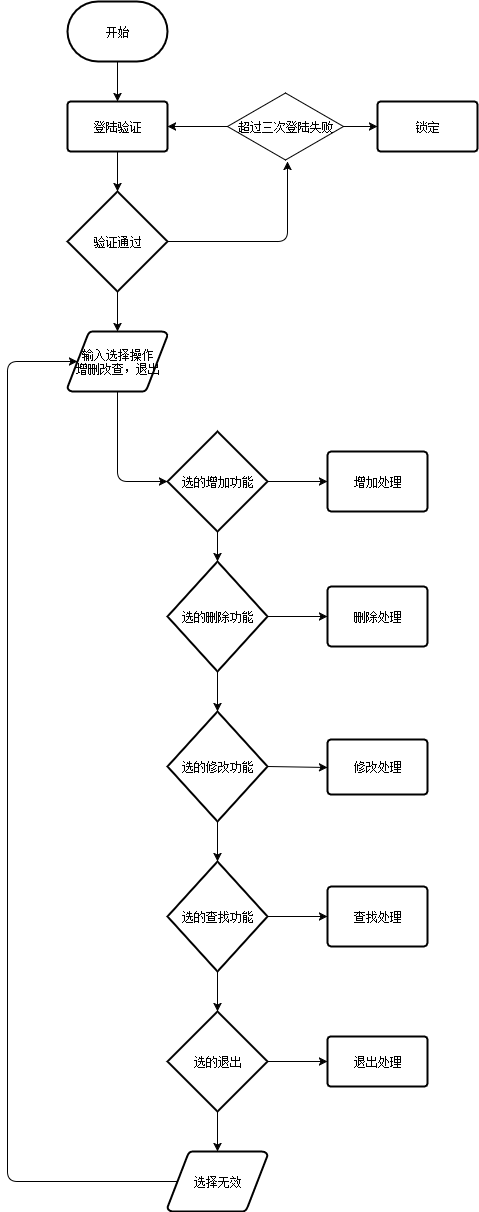 开始
登陆验证
超过三次登陆失败
锁定
验证通过
输入选择操作
增删改查，退出
选的增加功能
增加处理
选的删除功能
删除处理
选的修改功能
修改处理
选的查找功能
查找处理
选的退出
退出处理
选择无效